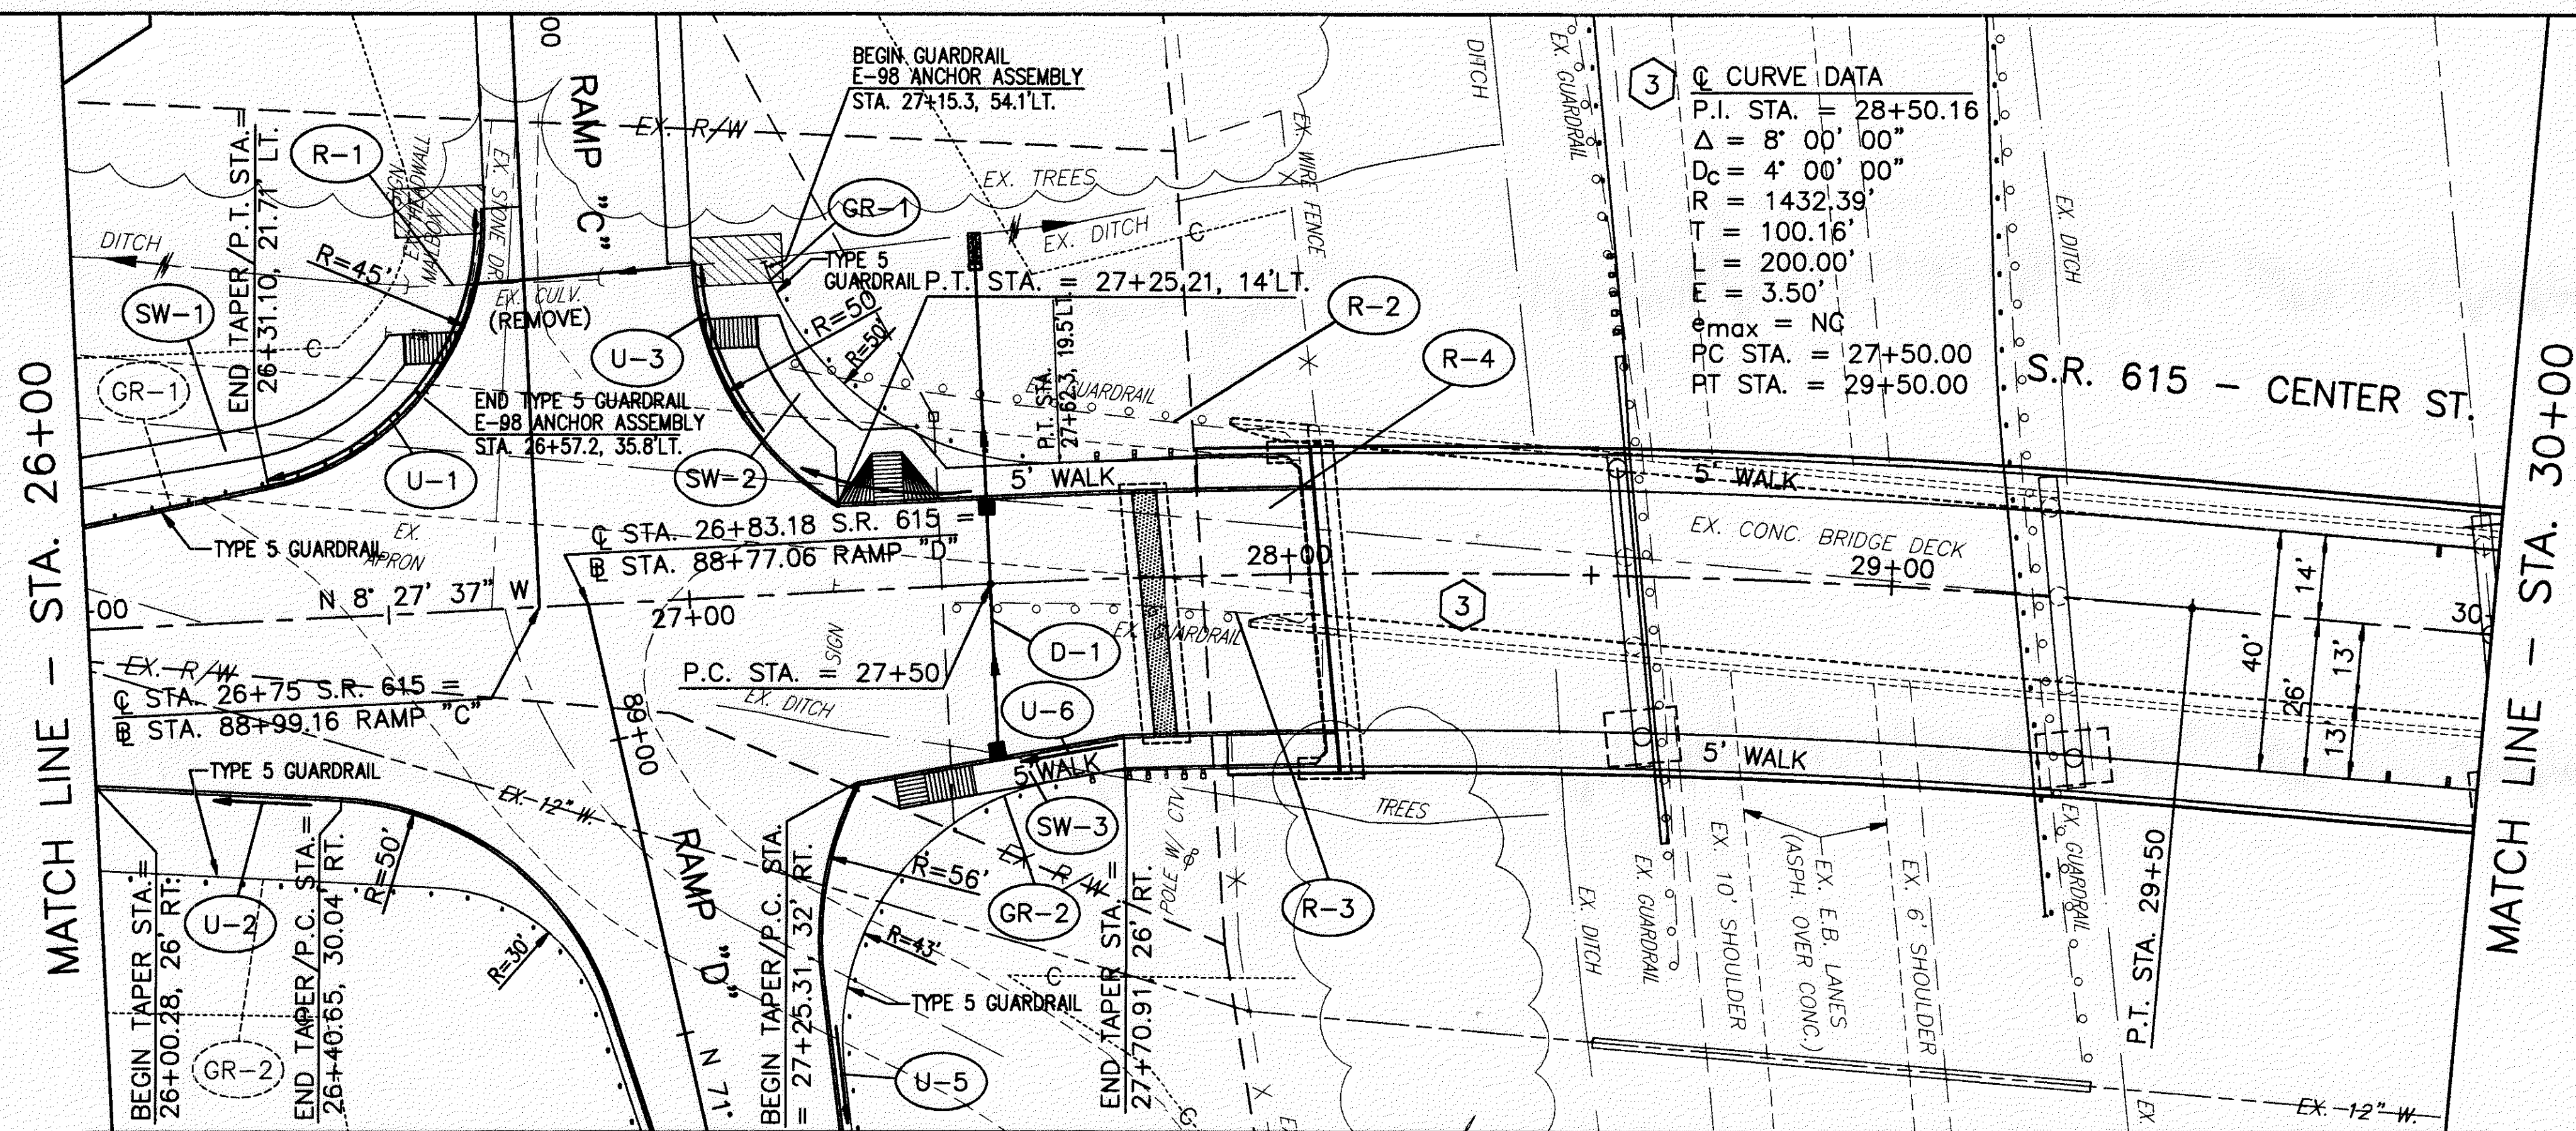 MATCH LINE - STA. 26+00
END TAPER/P.T. STA.=
26+31.10, 21.71' LT.
R-1
SIGN
EX. HEADWALL
MAILBOX
EX. STONE DR.
00
RAMP "C"
EX. R/W
BEGIN GUARDRAIL
E-98 ANCHOR ASSEMBLY
STA. 27+15.3, 54.1'LT.
GR-1
EX. TREES
EX. DITCH
C
EX WIRE FENCE
DITCH
EX. GUARDRAIL
3
℄ CURVE DATA
P.I. STA. = 28+50.16
Δ = 8° 00' 00"
Dc = 4° 00' 00"
R = 1432.39'
T = 100.16'
L = 200.00'
E = 3.50'
emax = NC
PC STA. = 27+50.00
PT STA. = 29+50.00
EX. DITCH
S.R. 615 - CENTER ST.
MATCH LINE - STA. 30+00
DITCH
R=45'
SW-1
C
GR-1
EX. CULV.
(REMOVE)
U-3
TYPE 5
GUARDRAIL
P.T. STA. = 27+25.21, 14'LT.
R=50'
R=50'
P.T. STA.
27+62.3, 19.5'LT.
EX. GUARDRAIL
R-2
R-4
END TYPE 5 GUARDRAIL
E-98 ANCHOR ASSEMBLY
STA. 26+57.2, 35.8'LT.
U-1
SW-2
5' WALK
5' WALK
TYPE 5 GUARDRAIL
EX.
APRON
℄ STA. 26+83.18 S.R. 615 =
B STA. 88+77.06 RAMP "D"
28+00
EX. CONC. BRIDGE DECK
29+00
00
N 8° 27' 37" W
27+00
SIGN
EX. GUARDRAIL
3
30
14'
40'
26'
13'
13'
EX. R/W
℄ STA. 26+75 S.R. 615 =
B STA. 88+99.16 RAMP "C"
P.C. STA. = 27+50
EX. DITCH
D-1
U-6
89+00
TYPE 5 GUARDRAIL
EX. 12" W.
5' WALK
5' WALK
SW-3
TREES
RAMP "D"
N 71°
BEGIN TAPER STA.=
26+00.28, 26' RT.
U-2
GR-2
END TAPER/P.C. STA.=
26+40.65, 30.04' RT.
R=50'
R=30'
BEGIN TAPER/P.C. STA.
= 27+25.31, 32' RT.
R=56'
R=43'
GR-2
EX. R/W
TYPE 5 GUARDRAIL
U-5
C
END TAPER STA.=
27+70.91, 26' RT.
POLE W/
R-3
EX. DITCH
EX GUARDRAIL
EX 10' SHOULDER
EX. E.B. LANES
(ASPH. OVER CONC.)
EX. 6' SHOULDER
EX. GUARDRAIL
P.T. STA. 29+50
EX.
EX. 12" W.